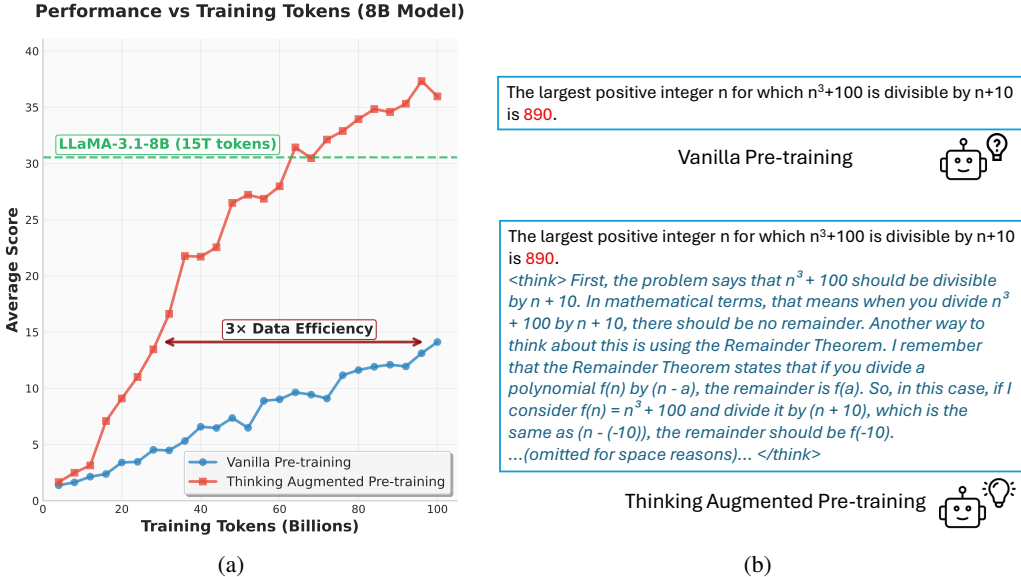 Performance vs Training Tokens (8B Model)
40
35
30
25
20
15
10
5
0
Average Score
LLaMA-3.1-8B (15T tokens)
3× Data Efficiency
Vanilla Pre-training
Thinking Augmented Pre-training
0
20
40
60
80
100
Training Tokens (Billions)
(a)
The largest positive integer n for which n³+100 is divisible by n+10
is 890.
Vanilla Pre-training
The largest positive integer n for which n³+100 is divisible by n+10
is 890.
<think> First, the problem says that n³ + 100 should be divisible
by n + 10. In mathematical terms, that means when you divide n³
+ 100 by n + 10, there should be no remainder. Another way to
think about this is using the Remainder Theorem. I remember
that the Remainder Theorem states that if you divide a
polynomial f(n) by (n - a), the remainder is f(a). So, in this case, if I
consider f(n) = n³ + 100 and divide it by (n + 10), which is the
same as (n - (-10)), the remainder should be f(-10).
...(omitted for space reasons)... </think>
Thinking Augmented Pre-training
(b)